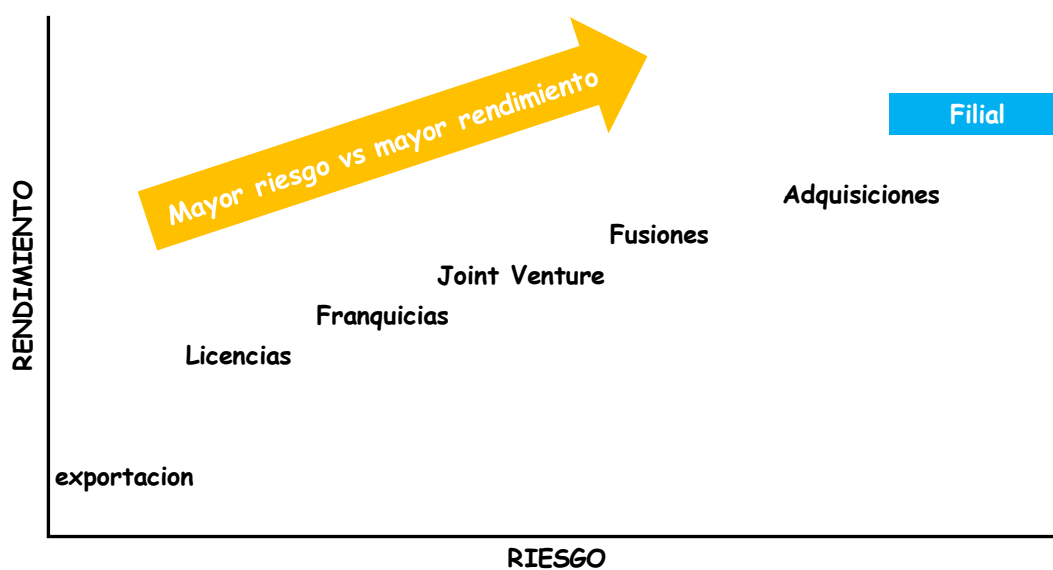 Mayor riesgo vs mayor rendimiento
Filial
Adquisiciones
Fusiones
Joint Venture
Franquicias
Licencias
exportacion
RENDIMIENTO
RIESGO